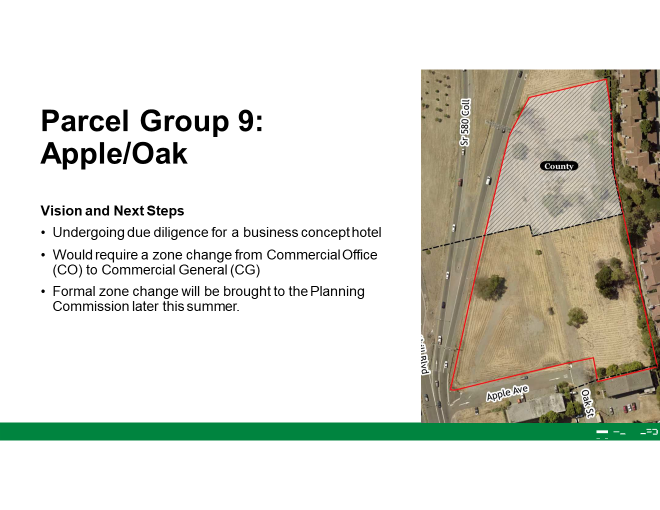 Parcel Group 9:
Apple/Oak
Vision and Next Steps
• Undergoing due diligence for a business concept hotel
• Would require a zone change from Commercial Office
(CO) to Commercial General (CG)
• Formal zone change will be brought to the Planning
Commission later this summer.
Sr 580 Coll
County
Apple Ave
Oak St